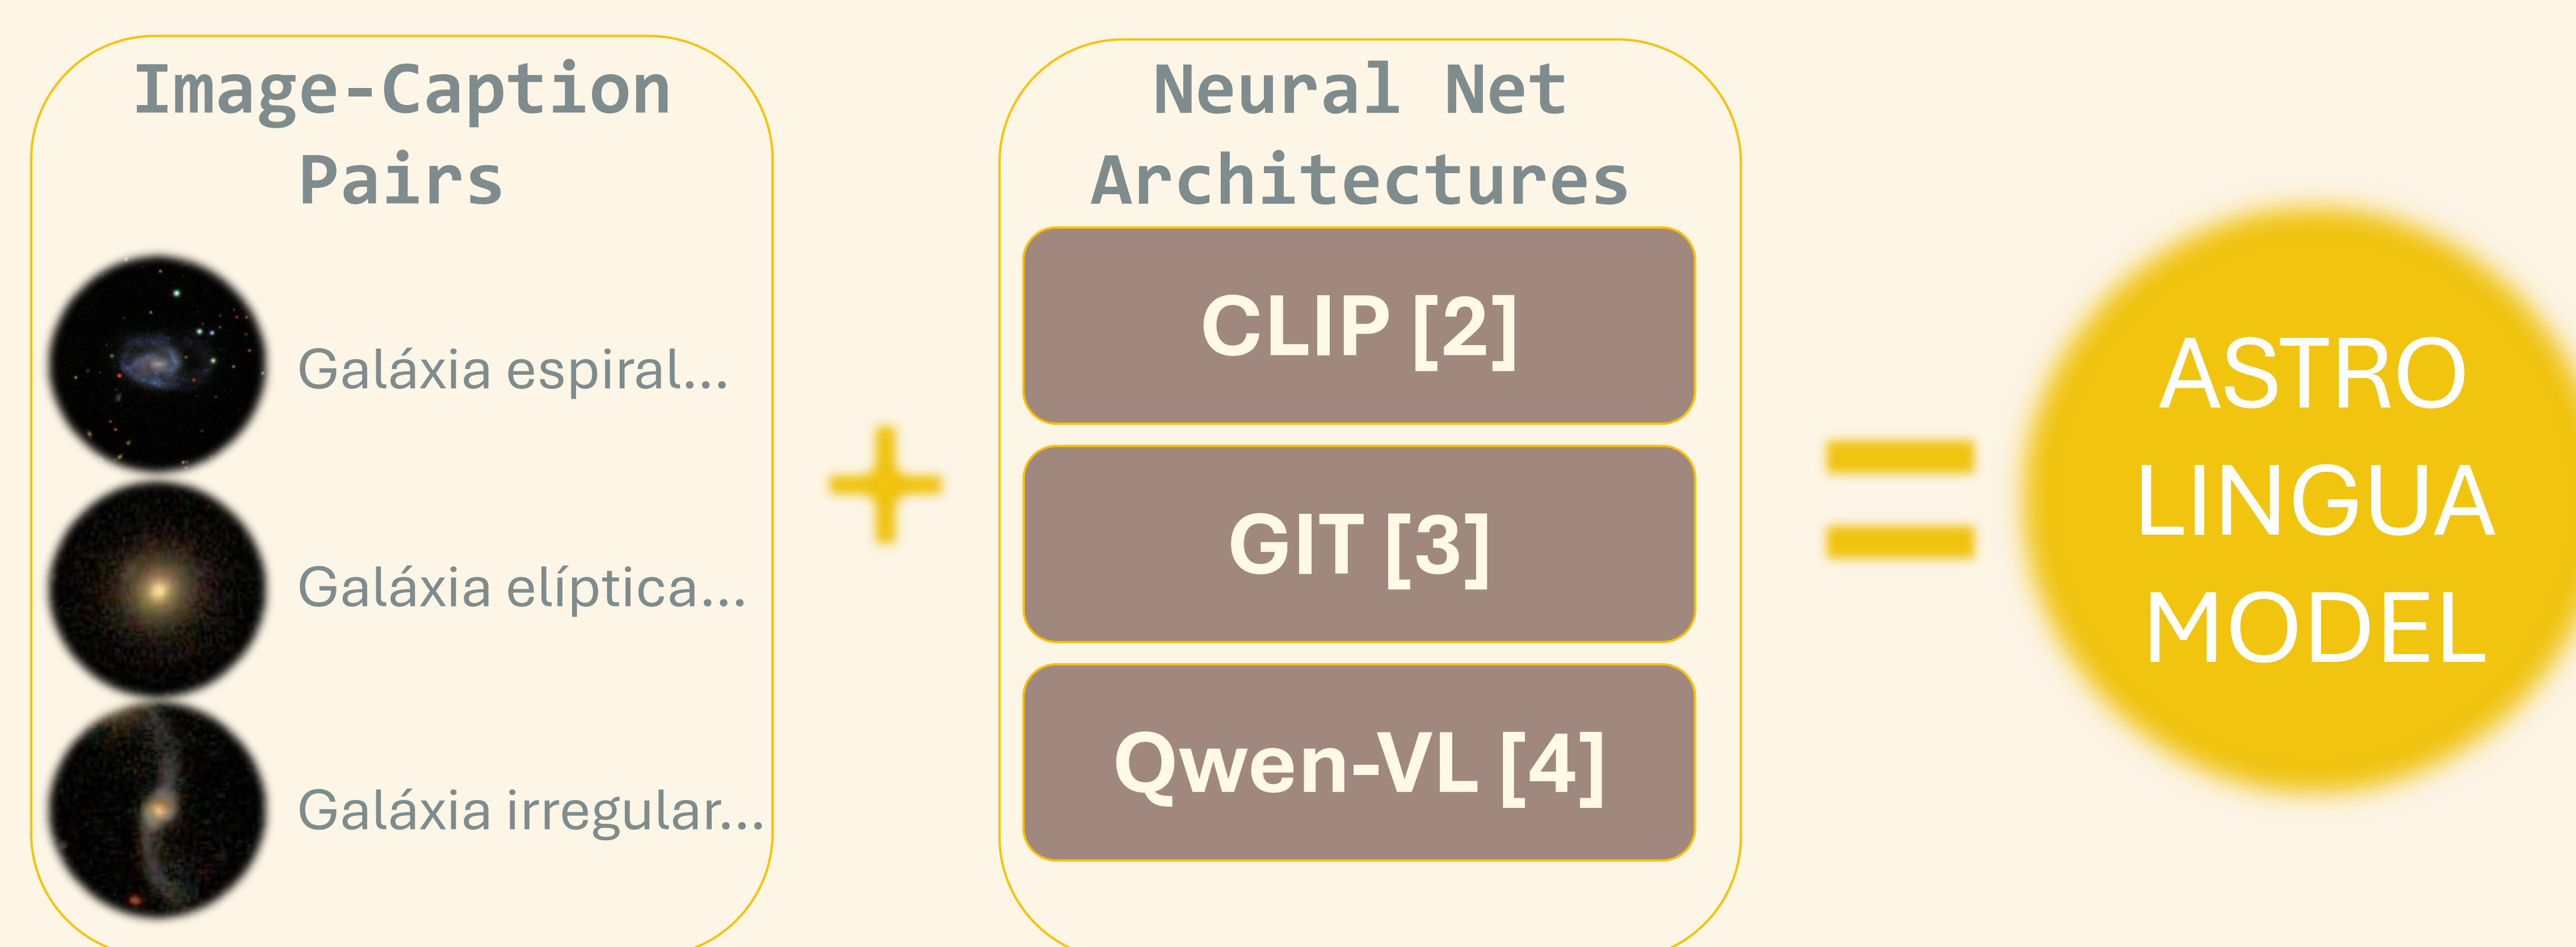 Image-Caption
Pairs
Galáxia espiral...
Galáxia elíptica...
Galáxia irregular...
+
Neural Net
Architectures
CLIP [2]
GIT [3]
Qwen-VL [4]
=
ASTRO
LINGUA
MODEL